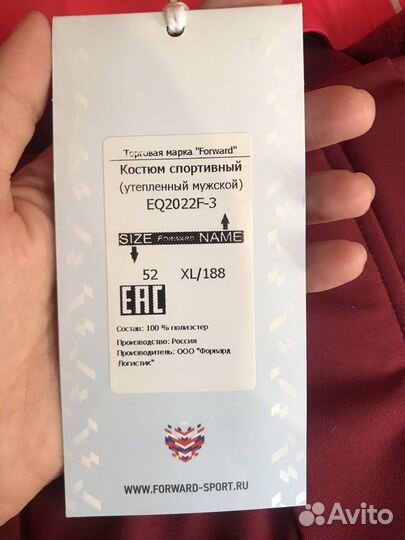 Торговая марка "Forward"
Костюм спортивный
(утепленный мужской)
EQ2022F-3
SIZE FORWARD NAME
52 XL/188
EAC
Состав: 100 % полиэстер
Производство: Россия
Производитель: ООО "Форвард
Логистик"
WWW.FORWARD-SPORT.RU
Avito